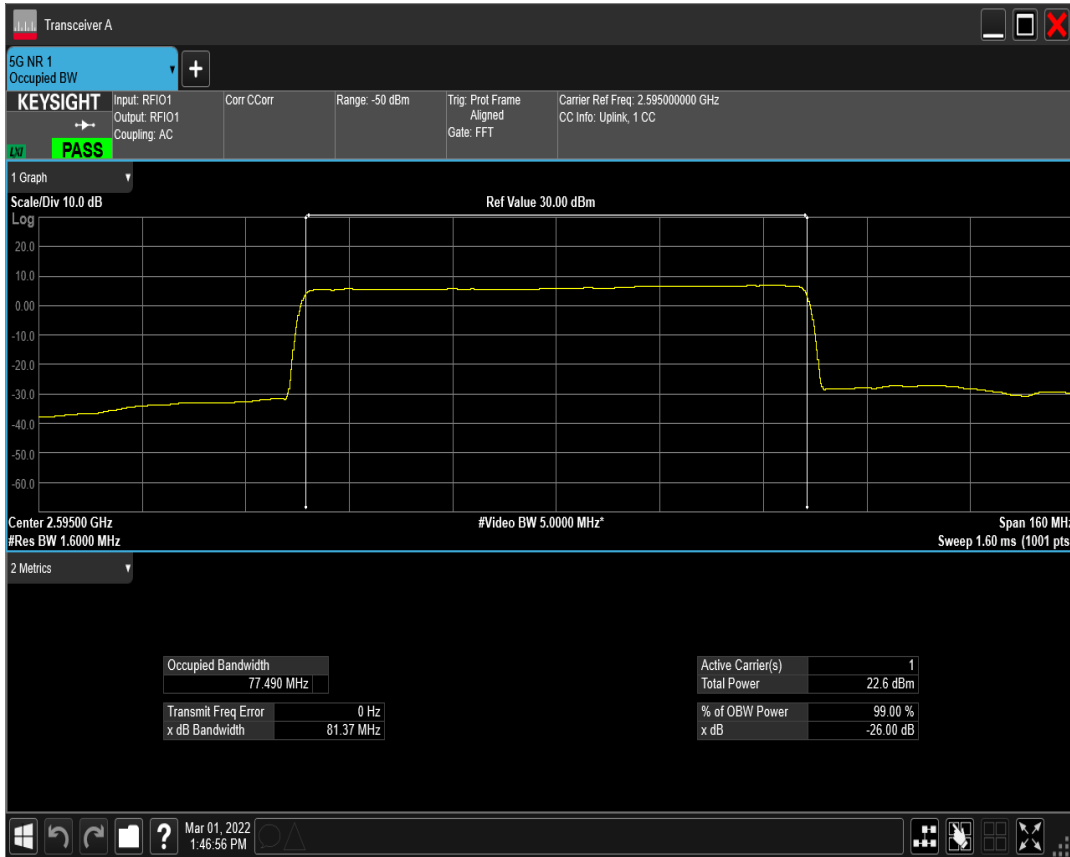 Transceiver A
5G NR 1
Occupied BW
KEYSIGHT
LXI PASS
Input: RFIO1
Output: RFIO1
Coupling: AC
Corr CCorr
Range: -50 dBm
Trig: Prot Frame
Aligned
Gate: FFT
Carrier Ref Freq: 2.595000000 GHz
CC Info: Uplink, 1 CC
1 Graph
Scale/Div 10.0 dB
Ref Value 30.00 dBm
Log
20.0
10.0
0.00
-10.0
-20.0
-30.0
-40.0
-50.0
-60.0
Center 2.59500 GHz
#Video BW 5.0000 MHz*
Span 160 MHz
#Res BW 1.6000 MHz
Sweep 1.60 ms (1001 pts
2 Metrics
Occupied Bandwidth
77.490 MHz
Transmit Freq Error 0 Hz
x dB Bandwidth 81.37 MHz
Active Carrier(s) 1
Total Power 22.6 dBm
% of OBW Power 99.00 %
x dB -26.00 dB
?
Mar 01, 2022
1:46:56 PM